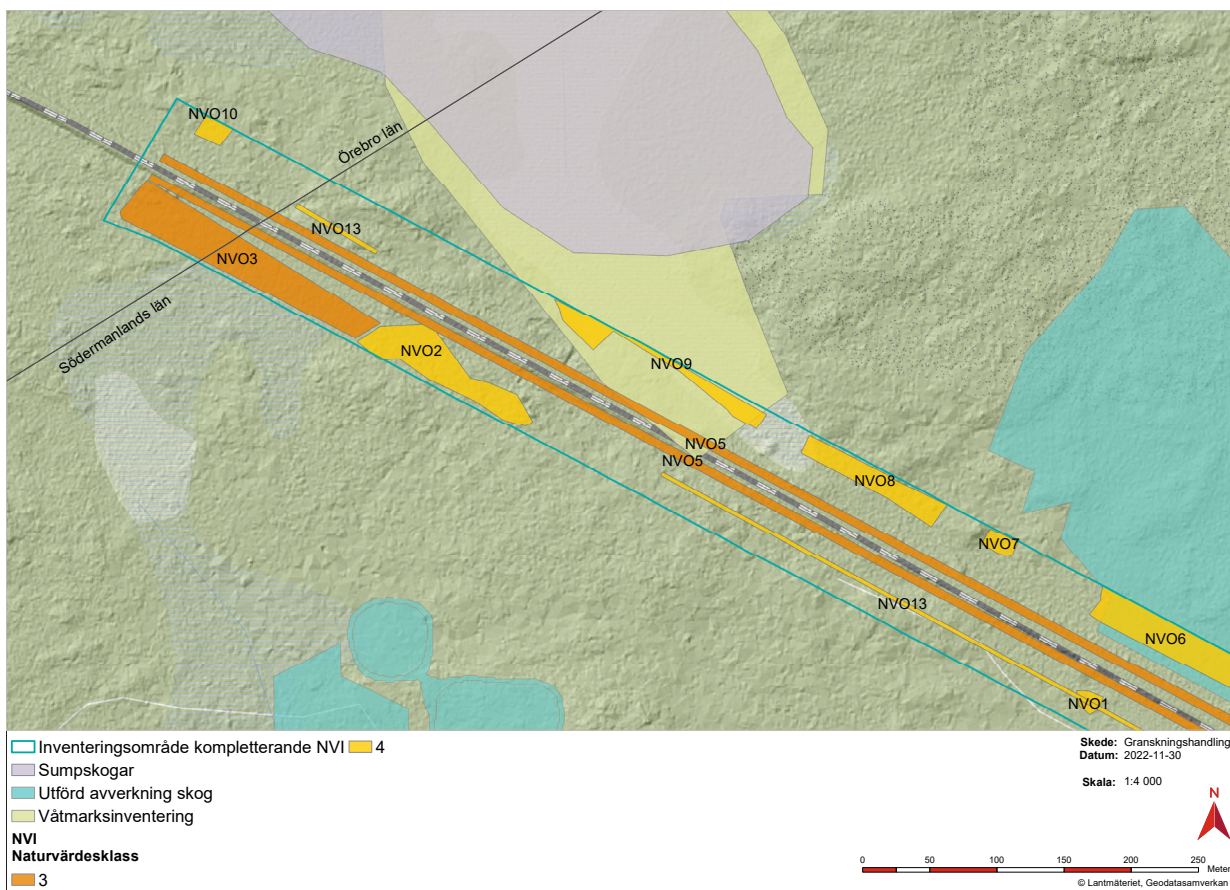 NVO10
Örebro län
NVO13
NVO3
Södermanlands län
NVO2
NVO9
NVO5
NVO5
NVO8
NVO7
NVO13
NVO6
NVO1
Inventeringsområde kompletterande NVI
4
Sumpskogar
Utförd avverkning skog
Våtmarksinventering
NVI
Naturvärdesklass
3
Skede: Granskningshandling
Datum: 2022-11-30
Skala: 1:4 000
N
0 50 100 150 200 250
Meter
© Lantmäteriet, Geodatasamverkan